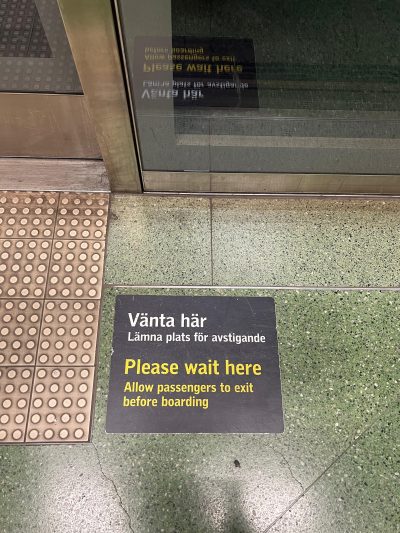 Vänta här
Lämna plats för avstigande
Please wait here
Allow passengers to exit
before boarding